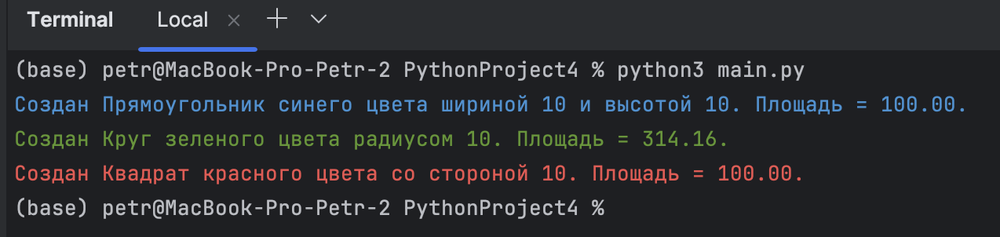 Terminal Local × + ⌄
(base) petr@MacBook-Pro-Petr-2 PythonProject4 % python3 main.py
Создан Прямоугольник синего цвета шириной 10 и высотой 10. Площадь = 100.00.
Создан Круг зеленого цвета радиусом 10. Площадь = 314.16.
Создан Квадрат красного цвета со стороной 10. Площадь = 100.00.
(base) petr@MacBook-Pro-Petr-2 PythonProject4 %